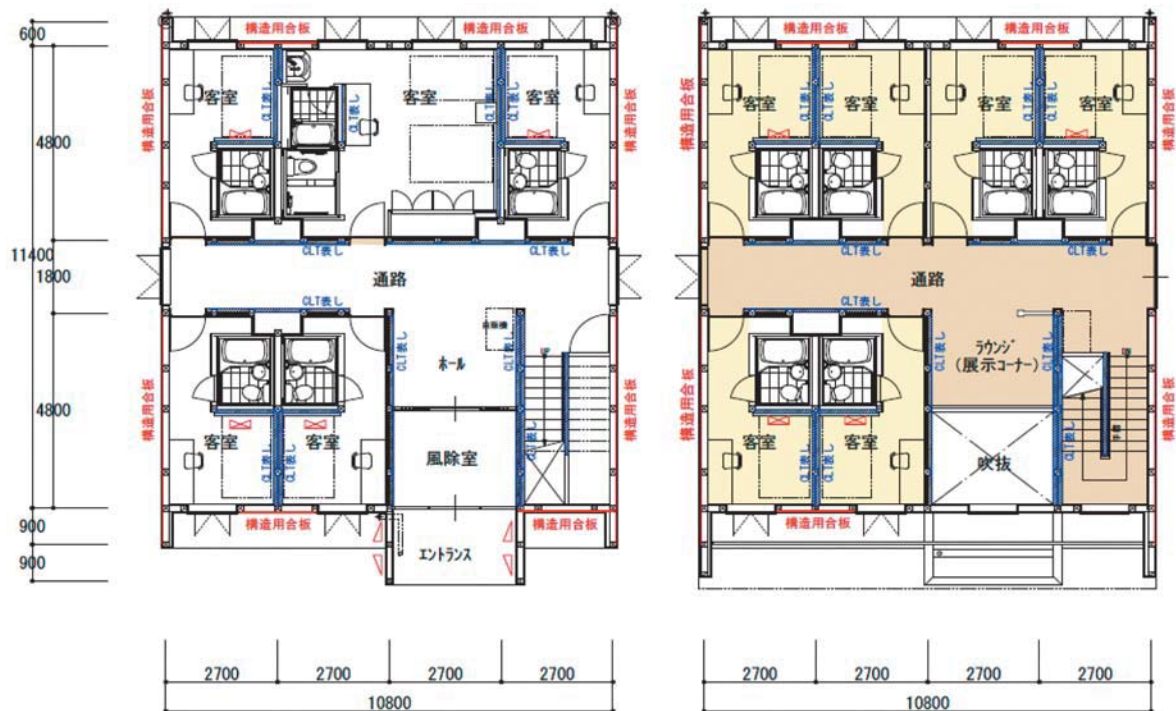 600
4800
11400
1800
4800
900
900
構造用合板
構造用合板
構造用合板
構造用合板
客室
客室
客室
CLT表し
CLT表し
CLT表し
CLT表し
CLT表し
通路
CLT表し
構造用合板
構造用合板
CLT表し
CLT表し
ホール
CLT表し
客室
客室
CLT表し
風除室
構造用合板
構造用合板
エントランス
2700
2700
2700
2700
10800
構造用合板
構造用合板
構造用合板
構造用合板
客室
客室
客室
客室
CLT表し
CLT表し
CLT表し
CLT表し
通路
CLT表し
構造用合板
構造用合板
CLT表し
ラウンジ
(展示コーナー)
客室
客室
CLT表し
CLT表し
吹抜
構造用合板
2700
2700
2700
2700
10800